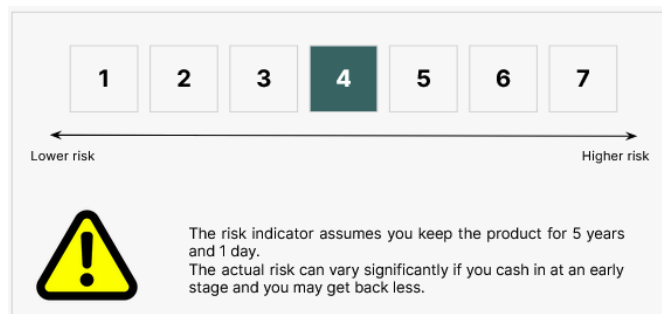 1 2 3 4 5 6 7
Lower risk Higher risk
The risk indicator assumes you keep the product for 5 years
and 1 day.
The actual risk can vary significantly if you cash in at an early
stage and you may get back less.